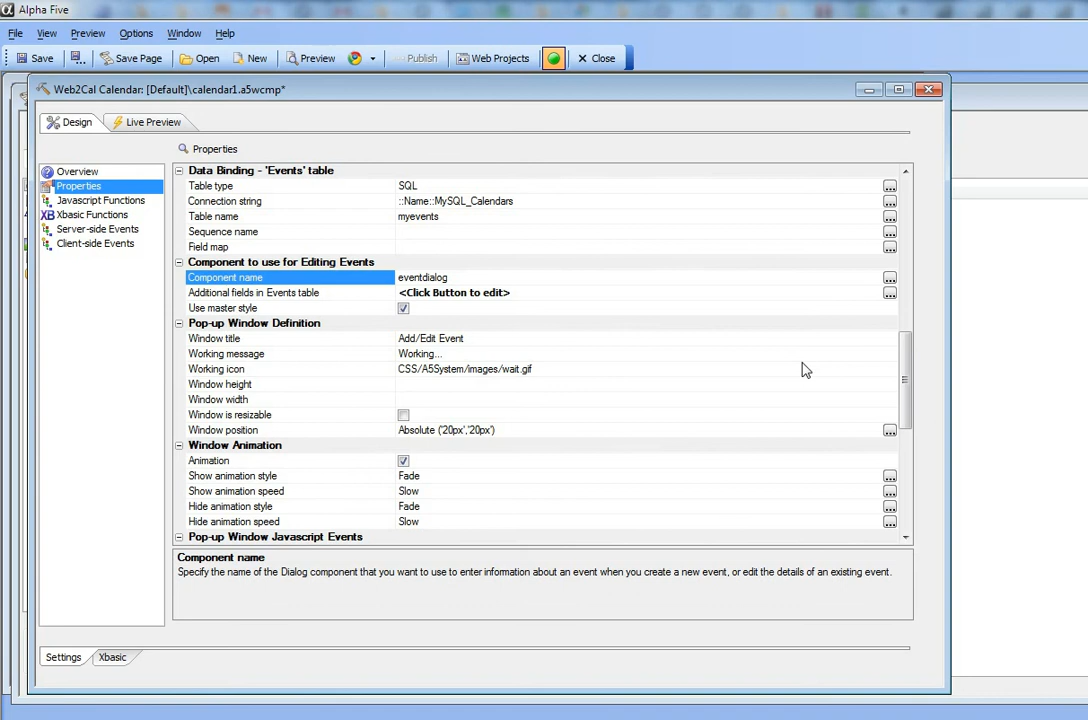 Alpha Five
File View Preview Options Window Help
Save Save Page Open New Preview Publish Web Projects Close
Web2Cal Calendar: [Default]\calendar1.a5wcmp*
Design Live Preview
Properties
Overview
Properties
Javascript Functions
Xbasic Functions
Server-side Events
Client-side Events
Data Binding - 'Events' table
Table type SQL
Connection string ::Name::MySQL_Calendars
Table name myevents
Sequence name
Field map
Component to use for Editing Events
Component name eventdialog
Additional fields in Events table <Click Button to edit>
Use master style
Pop-up Window Definition
Window title Add/Edit Event
Working message Working...
Working icon CSS/A5System/Images/wait.gif
Window height
Window width
Window is resizable
Window position Absolute ('20px','20px')
Window Animation
Animation
Show animation style Fade
Show animation speed Slow
Hide animation style Fade
Hide animation speed Slow
Pop-up Window Javascript Events
Component name
Specify the name of the Dialog component that you want to use to enter information about an event when you create a new event, or edit the details of an existing event.
Settings Xbasic